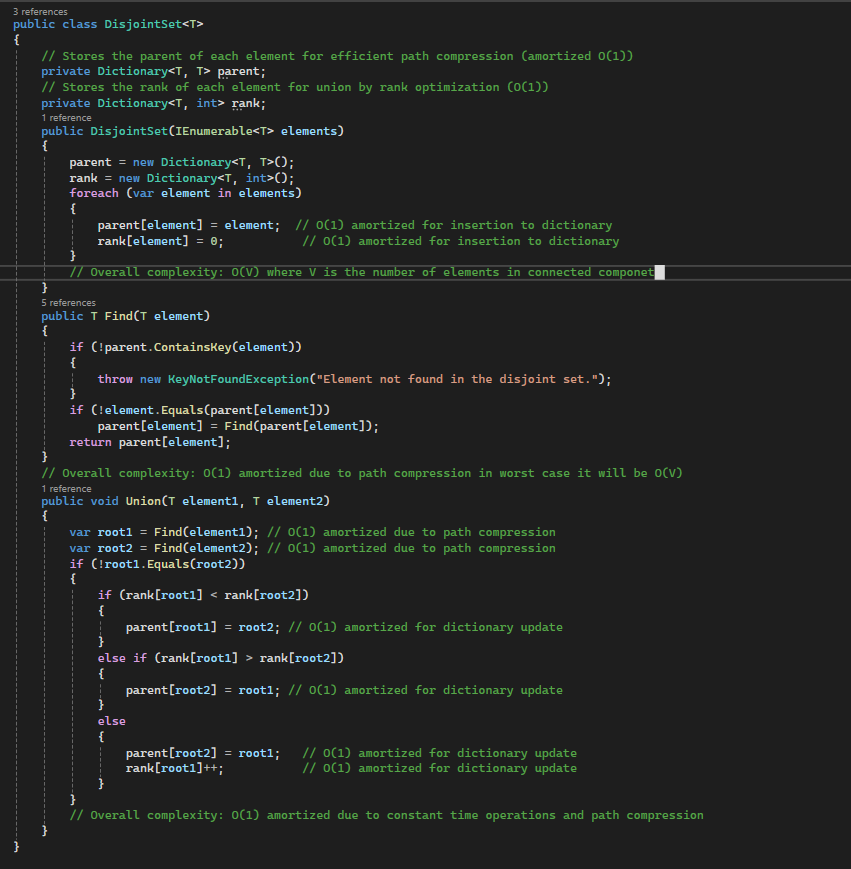 3 references
public class DisjointSet<T>
{
    // Stores the parent of each element for efficient path compression (amortized O(1))
    private Dictionary<T, T> parent;
    // Stores the rank of each element for union by rank optimization (O(1))
    private Dictionary<T, int> rank;
    1 reference
    public DisjointSet(IEnumerable<T> elements)
    {
        parent = new Dictionary<T, T>();
        rank = new Dictionary<T, int>();
        foreach (var element in elements)
        {
            parent[element] = element;  // O(1) amortized for insertion to dictionary
            rank[element] = 0;           // O(1) amortized for insertion to dictionary
        }
        // Overall complexity: O(V) where V is the number of elements in connected componet
    }
    5 references
    public T Find(T element)
    {
        if (!parent.ContainsKey(element))
        {
            throw new KeyNotFoundException("Element not found in the disjoint set.");
        }
        if (!element.Equals(parent[element]))
            parent[element] = Find(parent[element]);
        return parent[element];
    }
    // Overall complexity: O(1) amortized due to path compression in worst case it will be O(V)
    1 reference
    public void Union(T element1, T element2)
    {
        var root1 = Find(element1); // O(1) amortized due to path compression
        var root2 = Find(element2); // O(1) amortized due to path compression
        if (!root1.Equals(root2))
        {
            if (rank[root1] < rank[root2])
            {
                parent[root1] = root2; // O(1) amortized for dictionary update
            }
            else if (rank[root1] > rank[root2])
            {
                parent[root2] = root1; // O(1) amortized for dictionary update
            }
            else
            {
                parent[root2] = root1;   // O(1) amortized for dictionary update
                rank[root1]++;           // O(1) amortized for dictionary update
            }
        }
        // Overall complexity: O(1) amortized due to constant time operations and path compression
    }
}